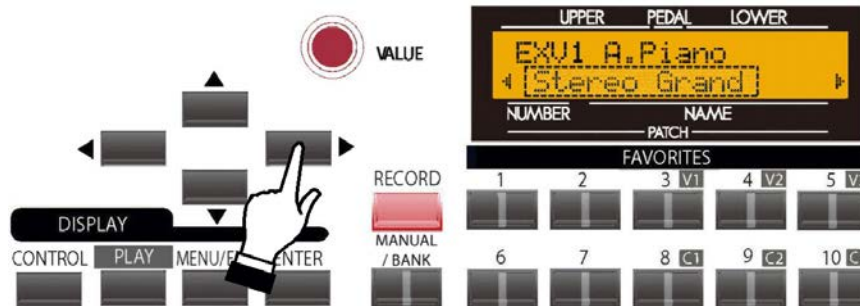 VALUE
UPPER PEDAL LOWER
EXV1 A.Piano
Stereo Grand
NUMBER NAME
PATCH
FAVORITES
RECORD
1 2 3 V1 4 V2 5
DISPLAY
MANUAL
/ BANK
CONTROL PLAY
6 7 8 C1 9 C2 10